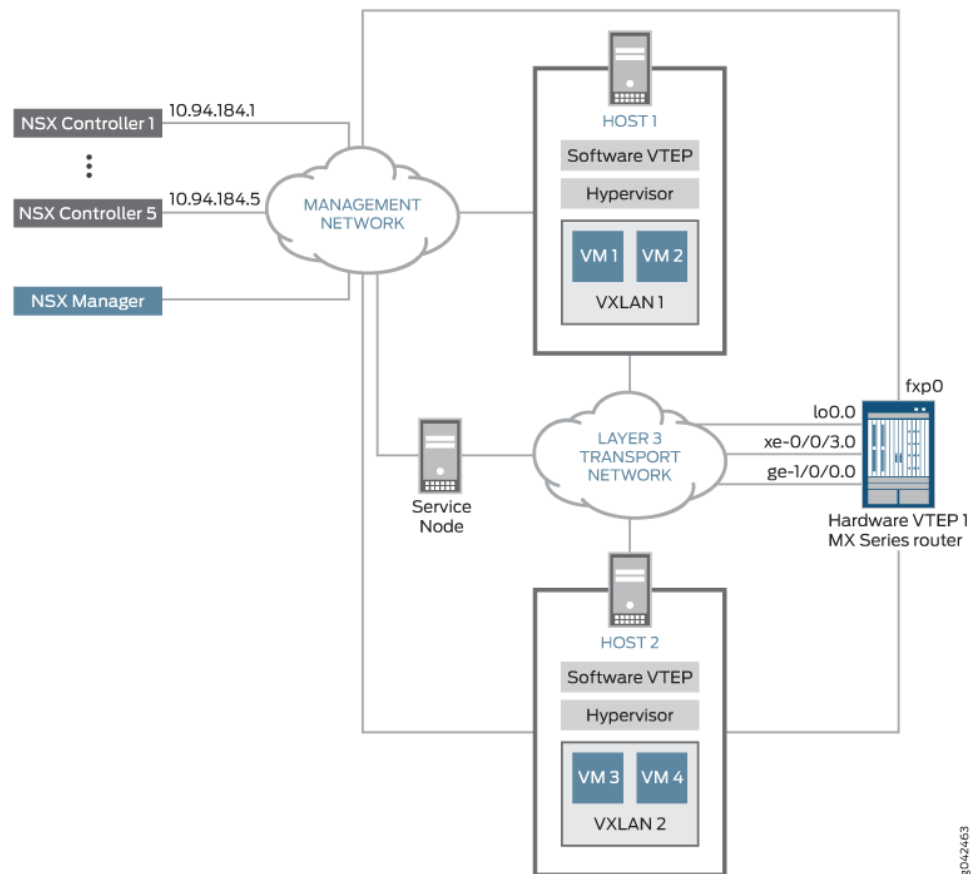 NSX Controller 1
10.94.184.1
NSX Controller 5
10.94.184.5
NSX Manager
MANAGEMENT
NETWORK
HOST 1
Software VTEP
Hypervisor
VM 1
VM 2
VXLAN 1
fxp0
lo0.0
xe-0/0/3.0
ge-1/0/0.0
LAYER 3
TRANSPORT
NETWORK
Service
Node
Hardware VTEP 1
MX Series router
HOST 2
Software VTEP
Hypervisor
VM 3
VM 4
VXLAN 2
g042463